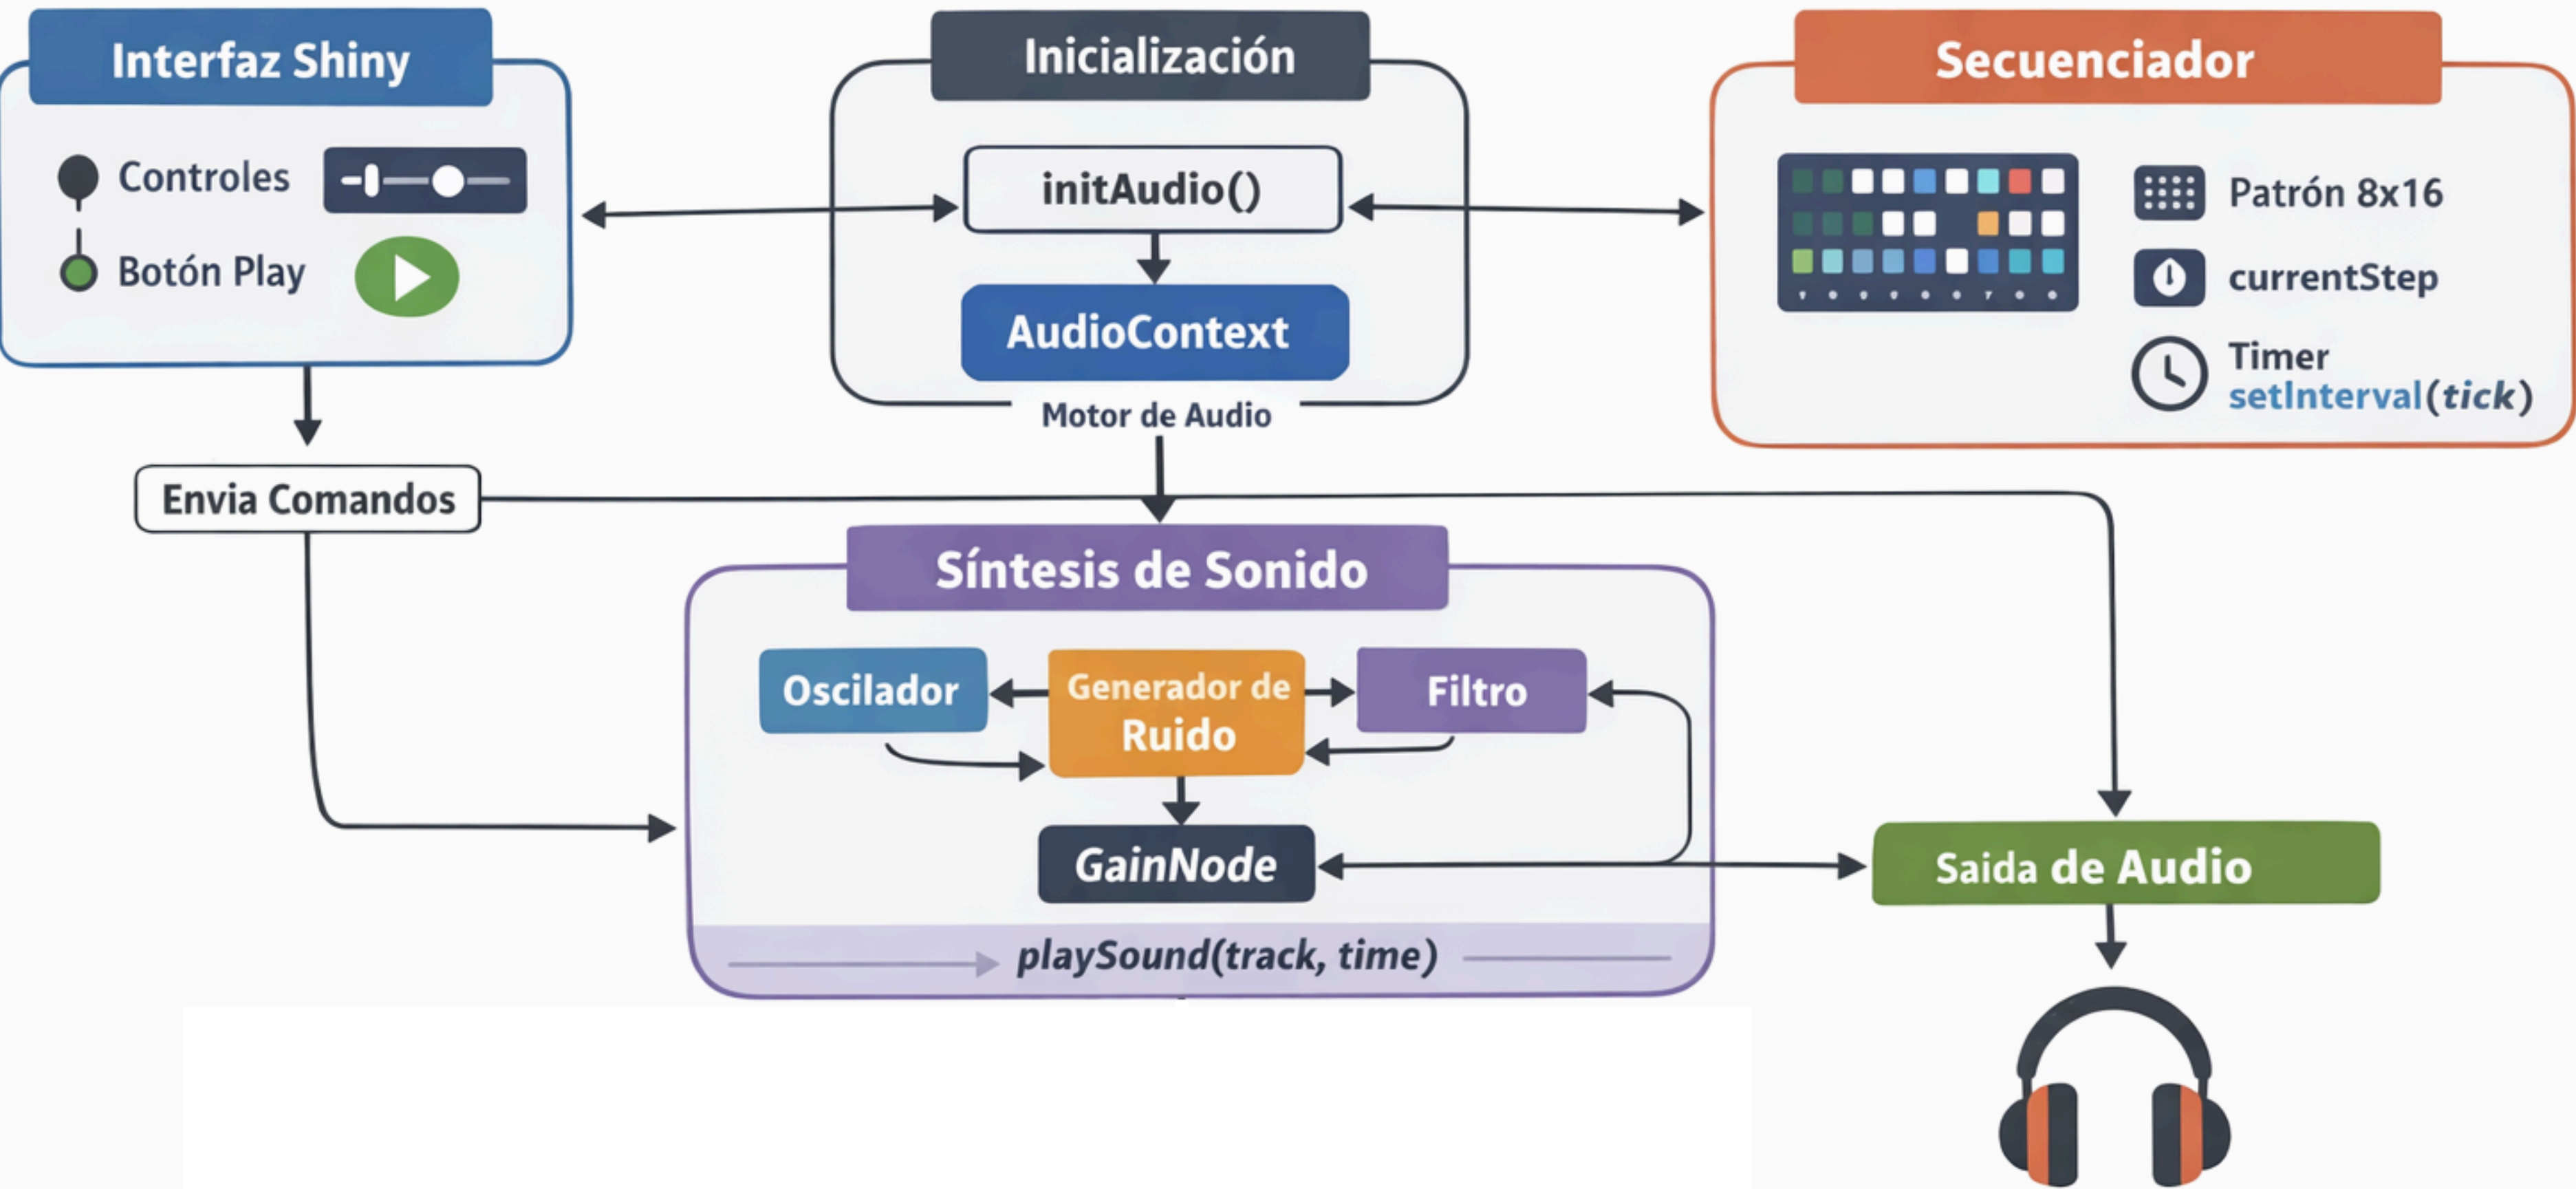 Interfaz Shiny
Controles
Botón Play
Inicialización
initAudio()
AudioContext
Motor de Audio
Secuenciador
Patrón 8x16
currentStep
Timer
setInterval(tick)
Envia Comandos
Síntesis de Sonido
Oscilador
Generador de
Ruido
Filtro
GainNode
playSound(track, time)
Saida de Audio